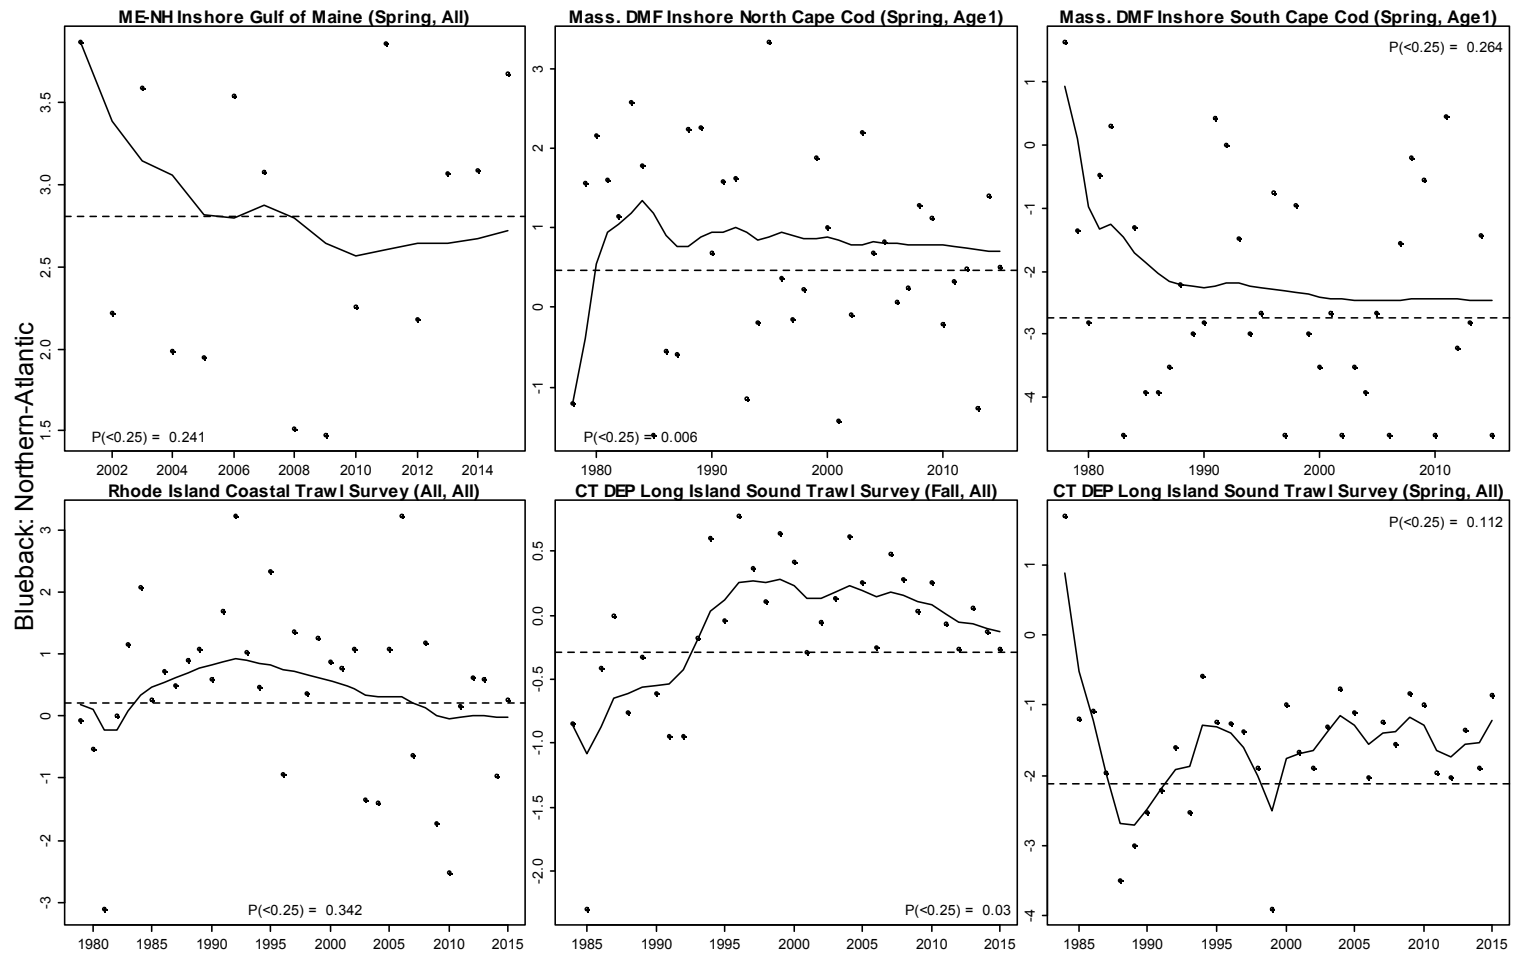 Blueback: Northern-Atlantic
ME-NH Inshore Gulf of Maine (Spring, All)
3.5
3.0
2.5
2.0
1.5
P(<0.25) = 0.241
2002 2004 2006 2008 2010 2012 2014
Mass. DMF Inshore North Cape Cod (Spring, Age1)
3
2
1
0
-1
P(<0.25) = 0.006
1980 1990 2000 2010
Mass. DMF Inshore South Cape Cod (Spring, Age1)
P(<0.25) = 0.264
1
0
-1
-2
-3
-4
1980 1990 2000 2010
Rhode Island Coastal Trawl Survey (All, All)
3
2
1
0
-1
-2
-3
P(<0.25) = 0.342
1980 1985 1990 1995 2000 2005 2010 2015
CT DEP Long Island Sound Trawl Survey (Fall, All)
0.5
0.0
-0.5
-1.0
-1.5
-2.0
P(<0.25) = 0.03
1985 1990 1995 2000 2005 2010 2015
CT DEP Long Island Sound Trawl Survey (Spring, All)
P(<0.25) = 0.112
1
0
-1
-2
-3
-4
1985 1990 1995 2000 2005 2010 2015